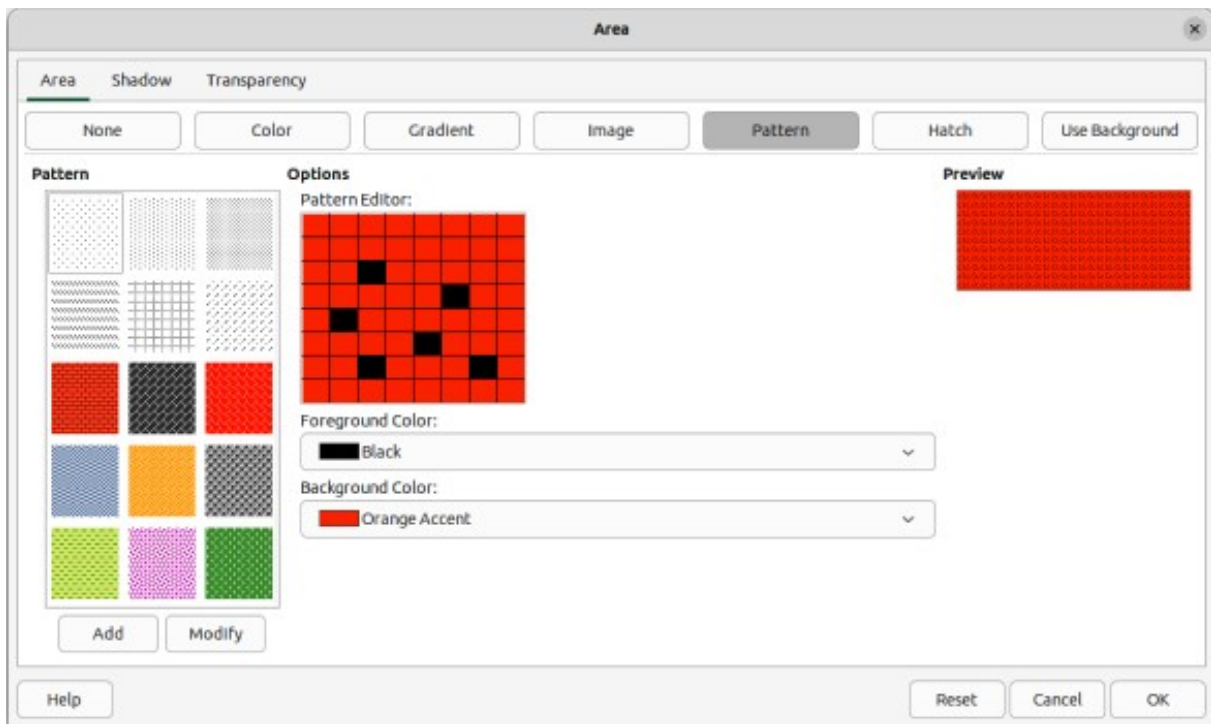 Area
Area Shadow Transparency
None Color Gradient Image Pattern Hatch Use Background
Pattern Options Preview
Pattern Editor:
Foreground Color:
Black
Background Color:
Orange Accent
Add Modify
Help Reset Cancel OK